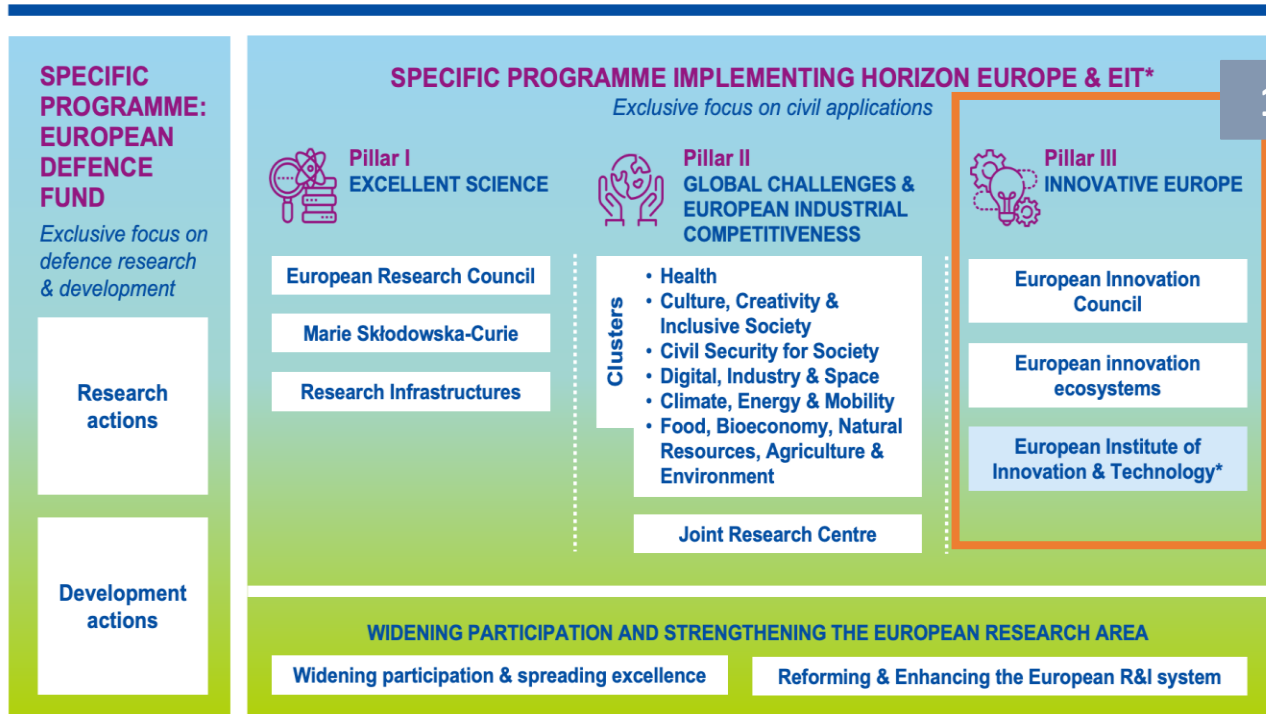 SPECIFIC
PROGRAMME:
EUROPEAN
DEFENCE
FUND
Exclusive focus on
defence research
& development
Research
actions
Development
actions
SPECIFIC PROGRAMME IMPLEMENTING HORIZON EUROPE & EIT*
Exclusive focus on civil applications
Pillar I
EXCELLENT SCIENCE
European Research Council
Marie Skłodowska-Curie
Research Infrastructures
Pillar II
GLOBAL CHALLENGES &
EUROPEAN INDUSTRIAL
COMPETITIVENESS
Clusters
• Health
• Culture, Creativity &
Inclusive Society
• Civil Security for Society
• Digital, Industry & Space
• Climate, Energy & Mobility
• Food, Bioeconomy, Natural
Resources, Agriculture &
Environment
Joint Research Centre
Pillar III
INNOVATIVE EUROPE
European Innovation
Council
European innovation
ecosystems
European Institute of
Innovation & Technology*
WIDENING PARTICIPATION AND STRENGTHENING THE EUROPEAN RESEARCH AREA
Widening participation & spreading excellence
Reforming & Enhancing the European R&I system